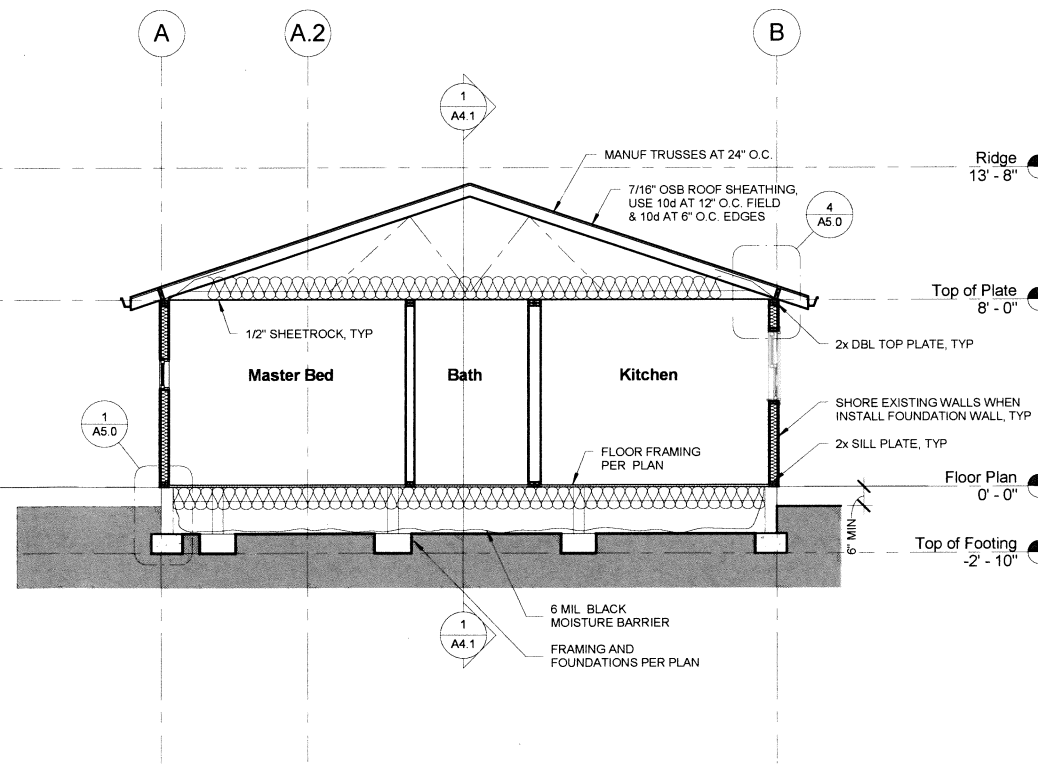 A
A.2
B
1
A4.1
MANUF TRUSSES AT 24" O.C.
Ridge
13' - 8"
7/16" OSB ROOF SHEATHING,
USE 10d AT 12" O.C. FIELD
& 10d AT 6" O.C. EDGES
4
A5.0
Top of Plate
8' - 0"
1/2" SHEETROCK, TYP
2x DBL TOP PLATE, TYP
Master Bed
Bath
Kitchen
SHORE EXISTING WALLS WHEN
INSTALL FOUNDATION WALL, TYP
1
A5.0
2x SILL PLATE, TYP
FLOOR FRAMING
PER PLAN
Floor Plan
0' - 0"
6" MIN
Top of Footing
-2' - 10"
6 MIL BLACK
MOISTURE BARRIER
1
A4.1
FRAMING AND
FOUNDATIONS PER PLAN